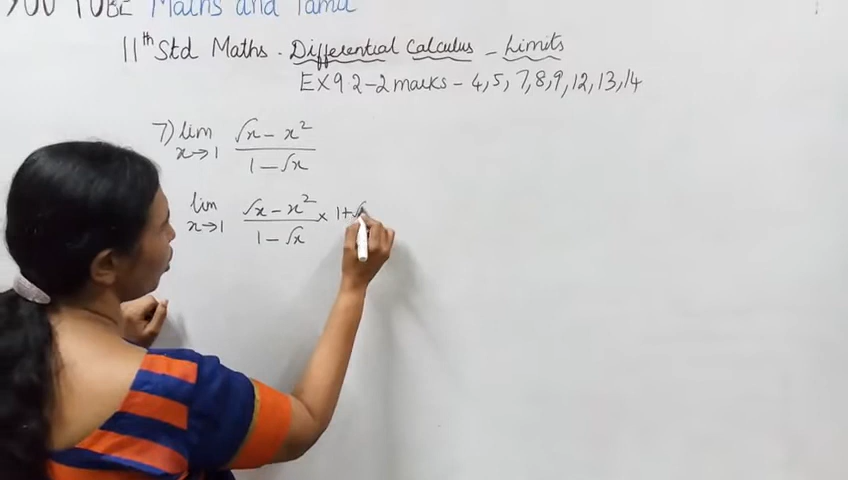 YOU TUBE Maths and Tamil
11th Std Maths - Differential Calculus - Limits
EX 9.2 - 2 marks - 4, 5, 7, 8, 9, 12, 13, 14
7) lim x→1 (√x - x²)/(1 - √x)
lim x→1 (√x - x²)/(1 - √x) × 1+√